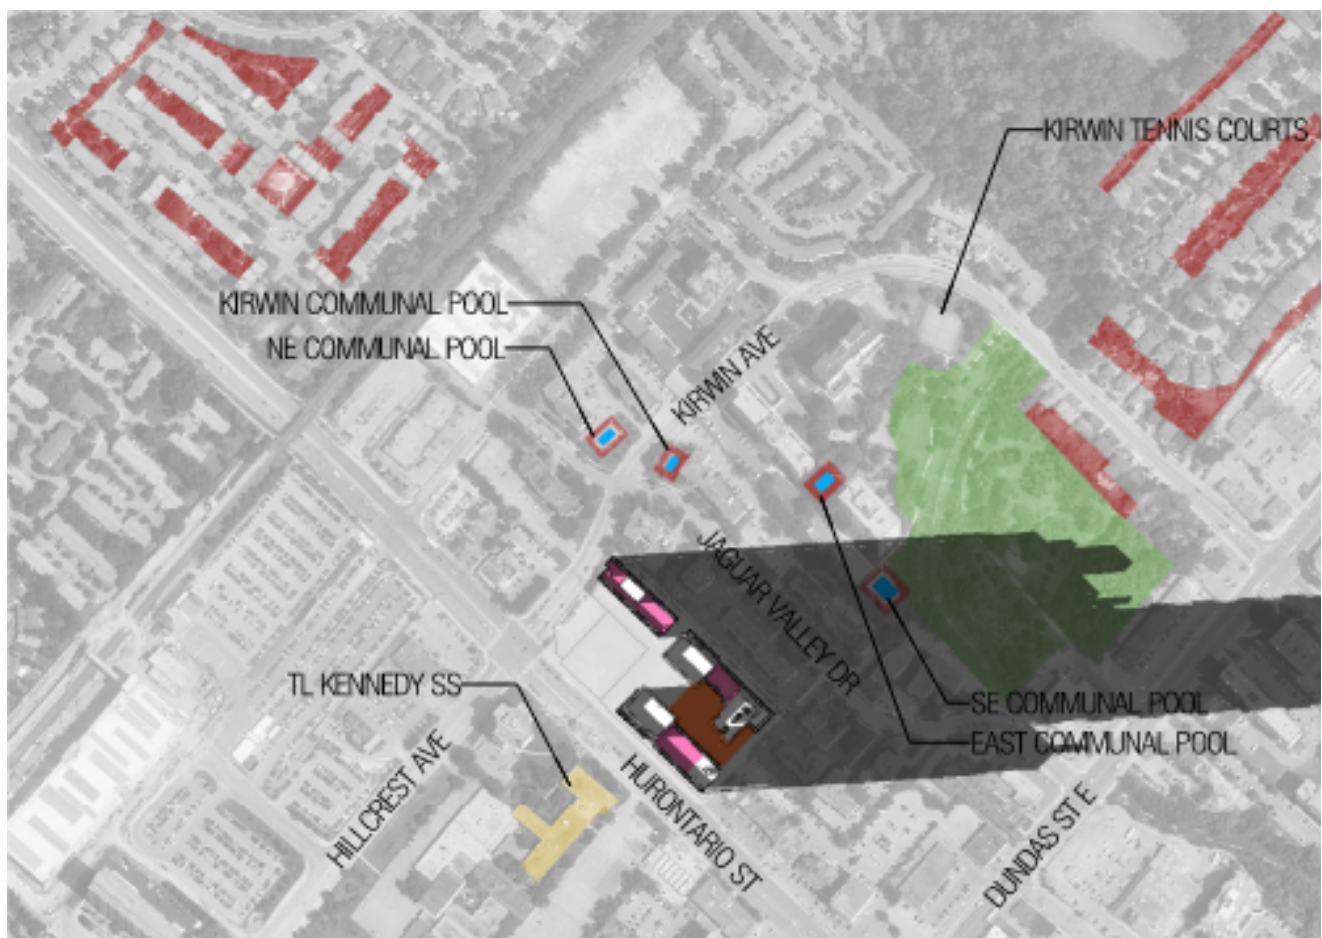 KIRWIN TENNIS COURTS
KIRWIN COMMUNAL POOL
NE COMMUNAL POOL
KIRWIN AVE
JAGUAR VALLEY DR
TL KENNEDY SS
SE COMMUNAL POOL
EAST COMMUNAL POOL
HILLCREST AVE
HURONTARIO ST
DUNDAS ST E